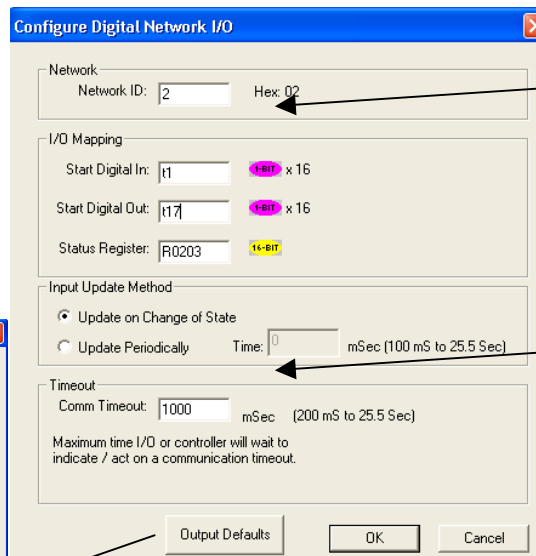 Configure Digital Network I/O
Network
Network ID: 2 Hex: 02
I/O Mapping
Start Digital In: t1 1-BIT x 16
Start Digital Out: t17 1-BIT x 16
Status Register: R0203 16-BIT
Input Update Method
Update on Change of State
Update Periodically Time: 0 mSec (100 mS to 25.5 Sec)
Timeout
Comm Timeout: 1000 mSec (200 mS to 25.5 Sec)
Maximum time I/O or controller will wait to
indicate / act on a communication timeout.
Output Defaults OK Cancel